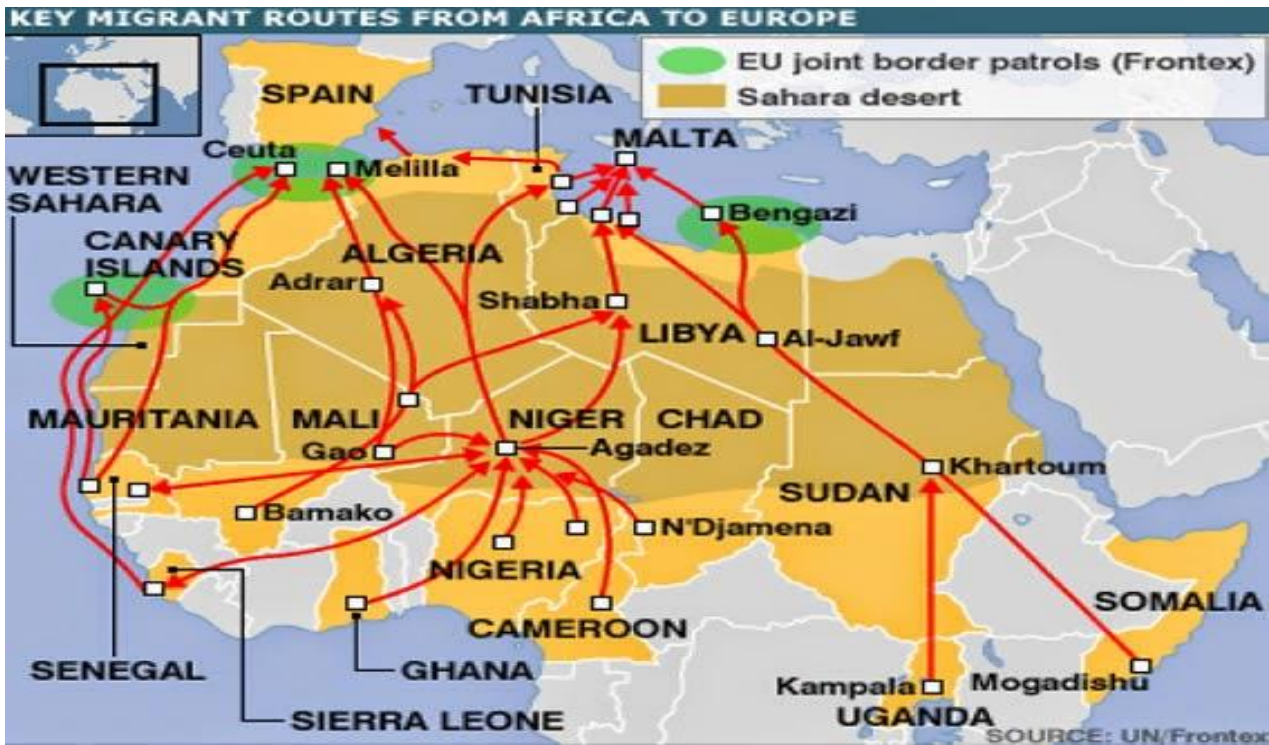 KEY MIGRANT ROUTES FROM AFRICA TO EUROPE
EU joint border patrols (Frontex)
Sahara desert
SPAIN
TUNISIA
MALTA
Ceuta
Melilla
WESTERN
SAHARA
Bengazi
CANARY
ISLANDS
ALGERIA
Adrar
Shabha
LIBYA
Al-Jawf
MAURITANIA
MALI
NIGER
CHAD
Gao
Agadez
Khartoum
SUDAN
Bamako
N'Djamena
NIGERIA
SOMALIA
CAMEROON
SENEGAL
GHANA
Kampala
Mogadishu
SIERRA LEONE
UGANDA
SOURCE: UN/Frontex